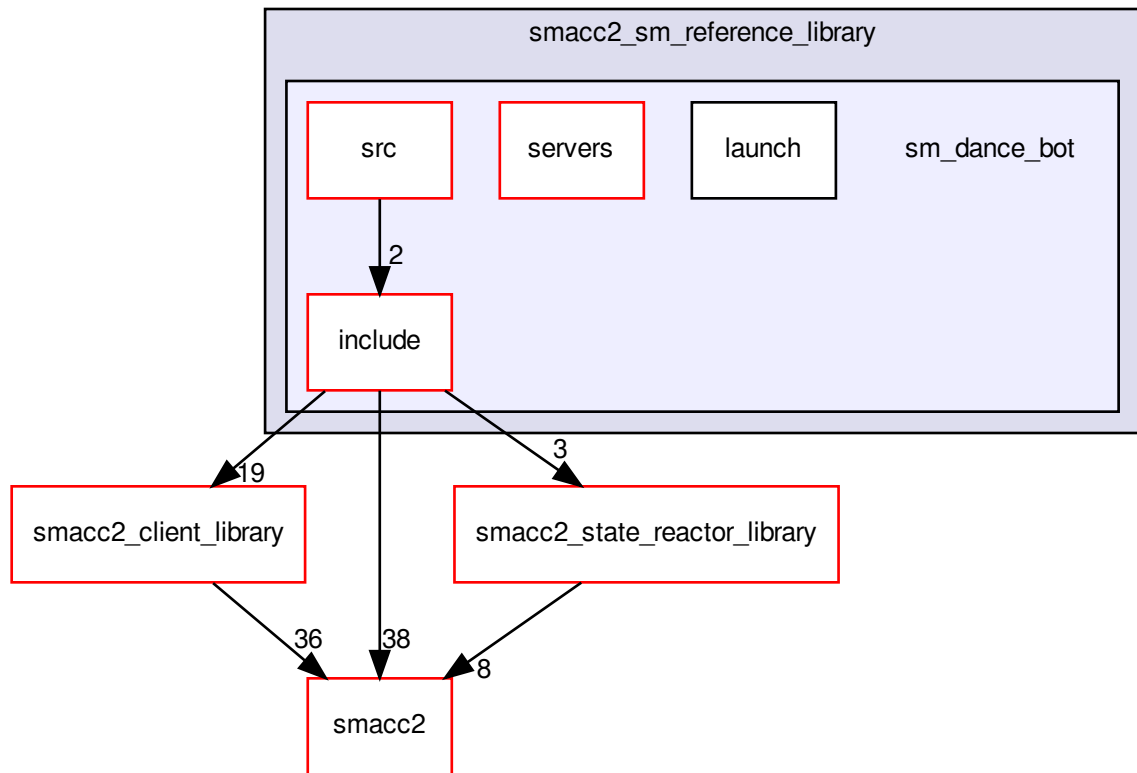 smacc2_sm_reference_library
src
servers
launch
sm_dance_bot
2
include
19
3
smacc2_client_library
smacc2_state_reactor_library
36
38
8
smacc2